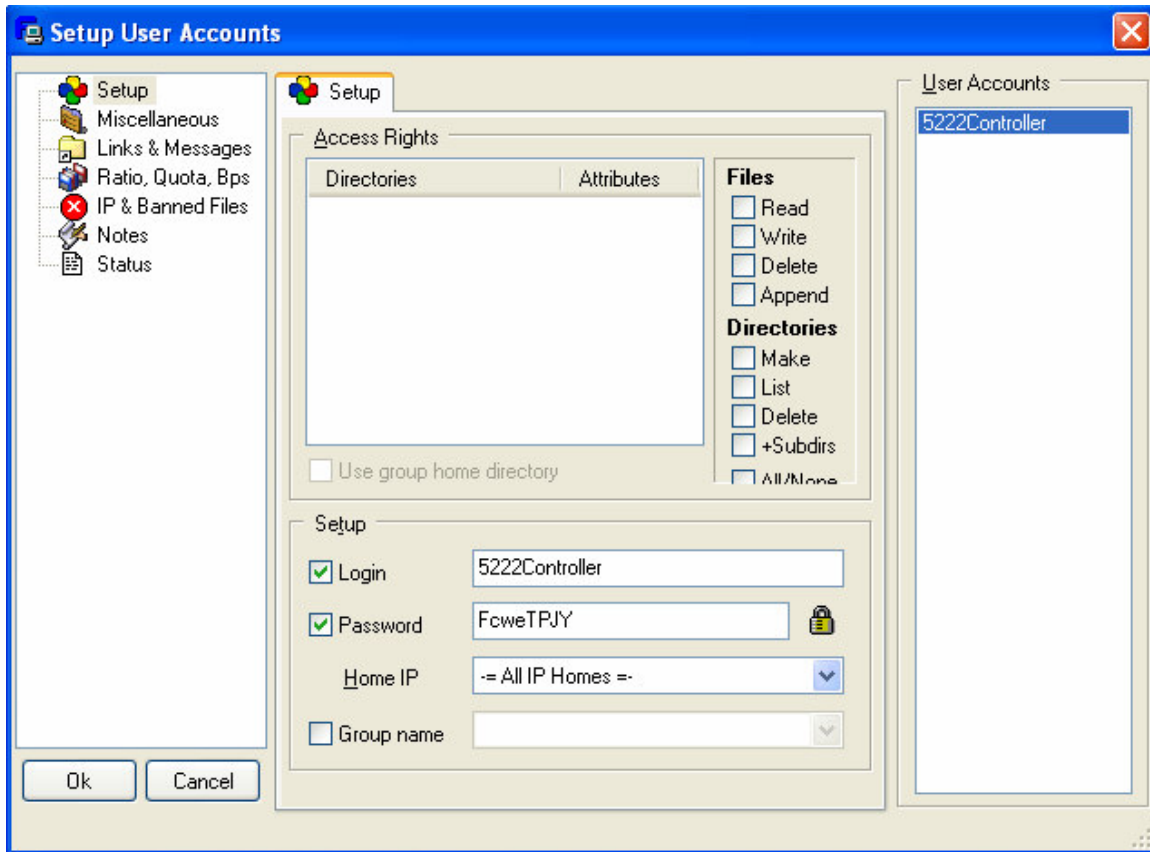 Setup User Accounts
Setup
Miscellaneous
Links & Messages
Ratio, Quota, Bps
IP & Banned Files
Notes
Status
Ok
Cancel
Setup
Access Rights
Directories Attributes
Use group home directory
Files
Read
Write
Delete
Append
Directories
Make
List
Delete
+Subdirs
All/None
Setup
Login 5222Controller
Password FcweTPJY
Home IP -= All IP Homes =-
Group name
User Accounts
5222Controller